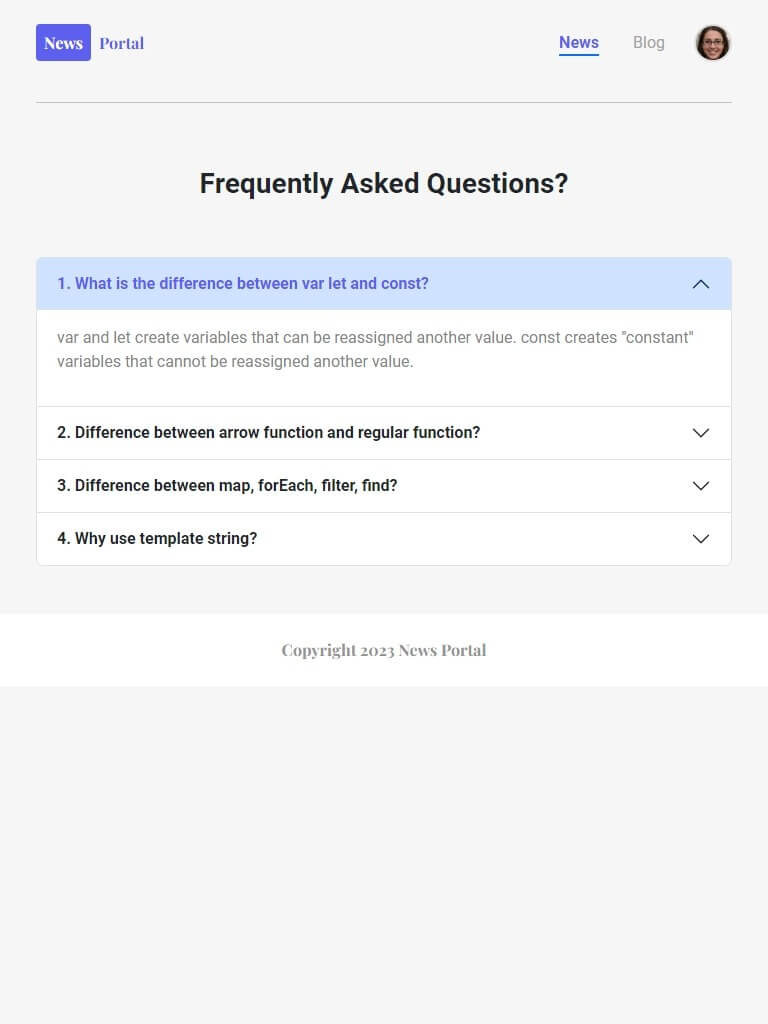 News Portal
News
Blog
Frequently Asked Questions?
1. What is the difference between var let and const?
var and let create variables that can be reassigned another value. const creates "constant"
variables that cannot be reassigned another value.
2. Difference between arrow function and regular function?
3. Difference between map, forEach, filter, find?
4. Why use template string?
Copyright 2023 News Portal